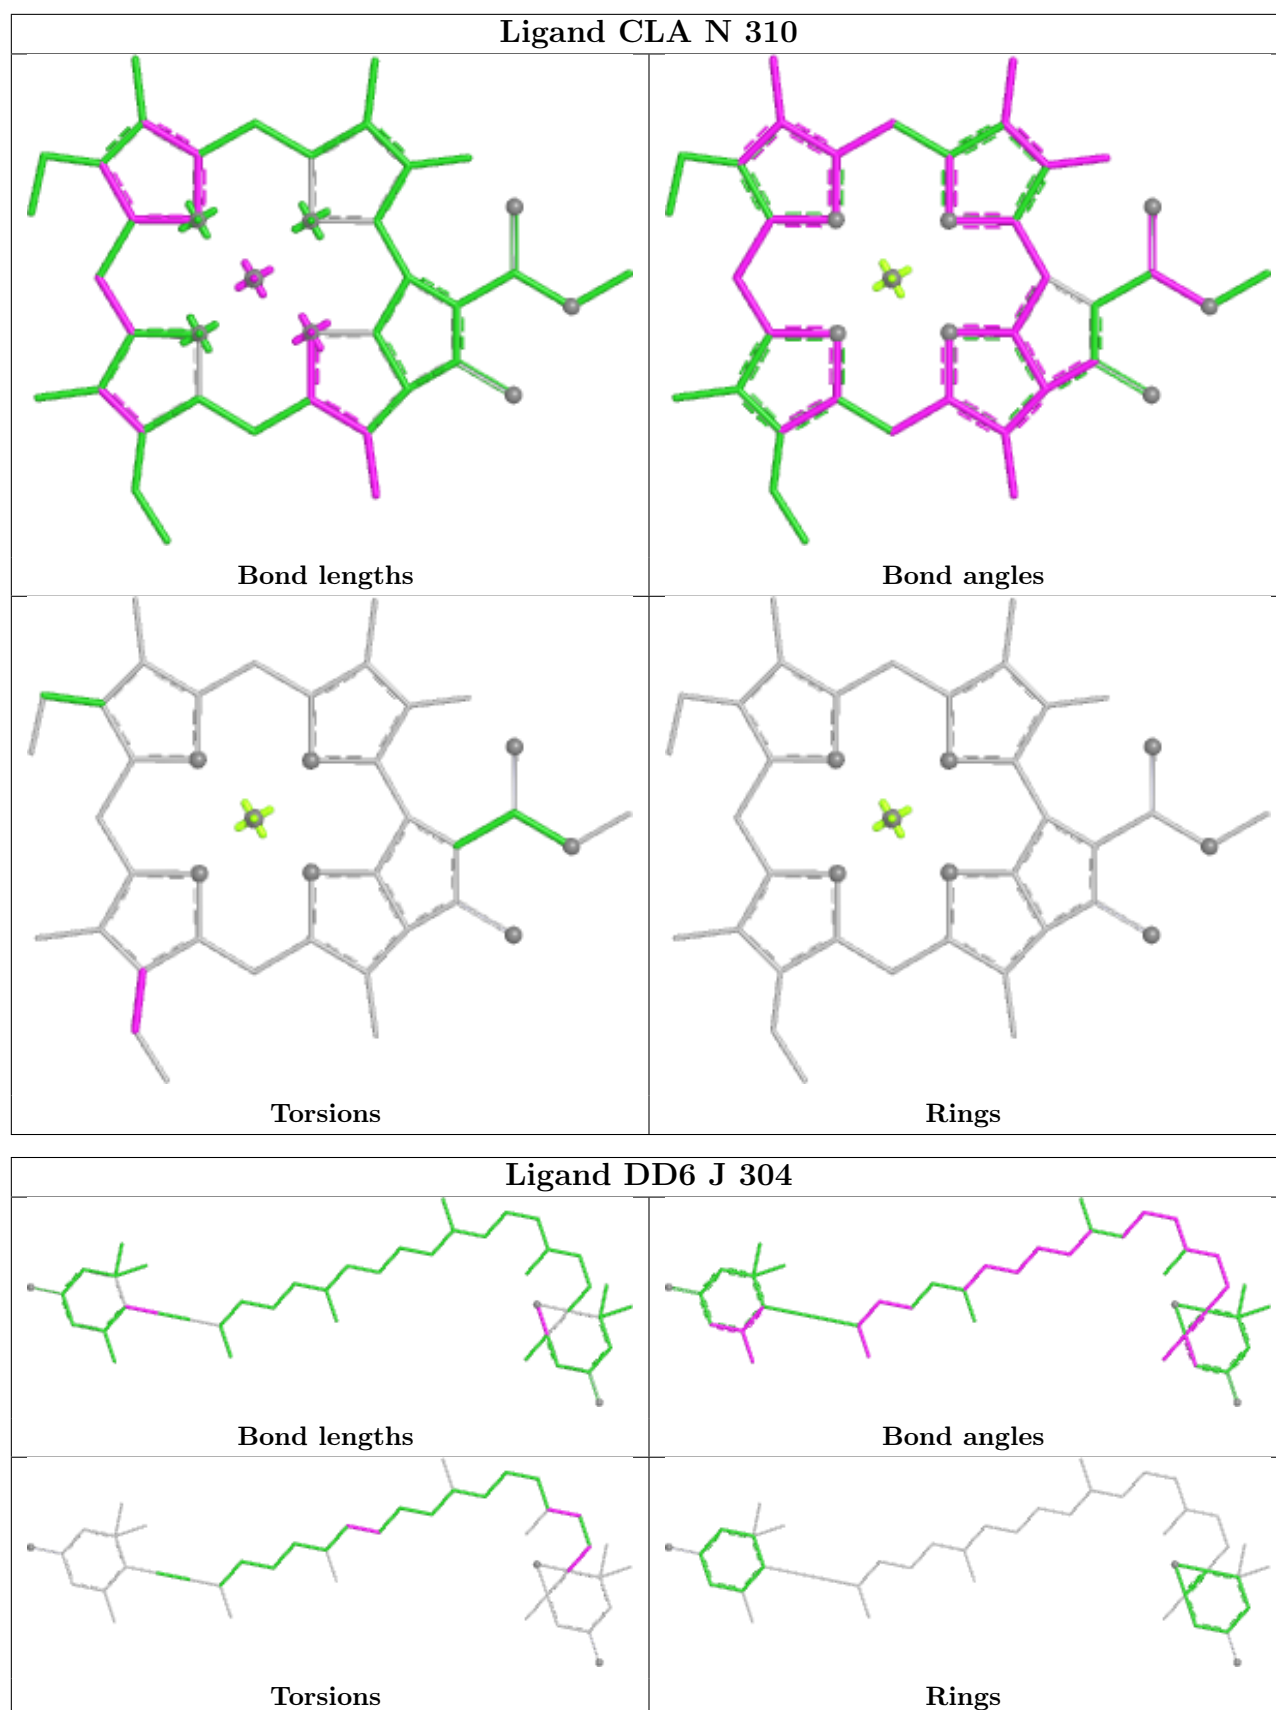 Ligand CLA N 310
Bond lengths
Bond angles
Torsions
Rings
Ligand DD6 J 304
Bond lengths
Bond angles
Torsions
Rings